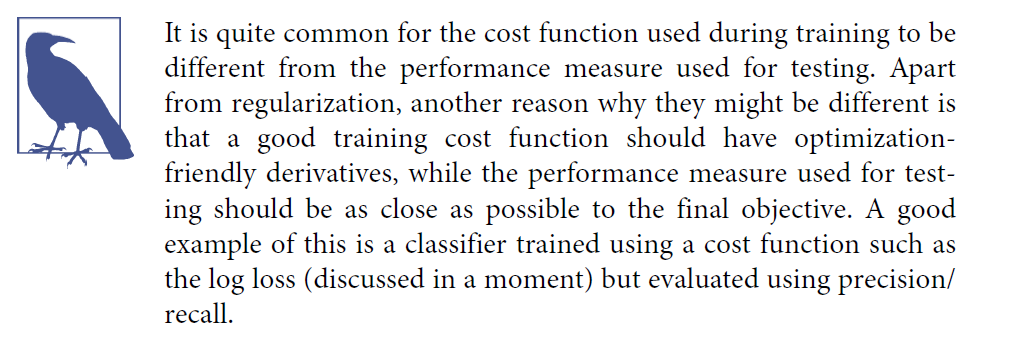 It is quite common for the cost function used during training to be
different from the performance measure used for testing. Apart
from regularization, another reason why they might be different is
that a good training cost function should have optimization-
friendly derivatives, while the performance measure used for test-
ing should be as close as possible to the final objective. A good
example of this is a classifier trained using a cost function such as
the log loss (discussed in a moment) but evaluated using precision/
recall.